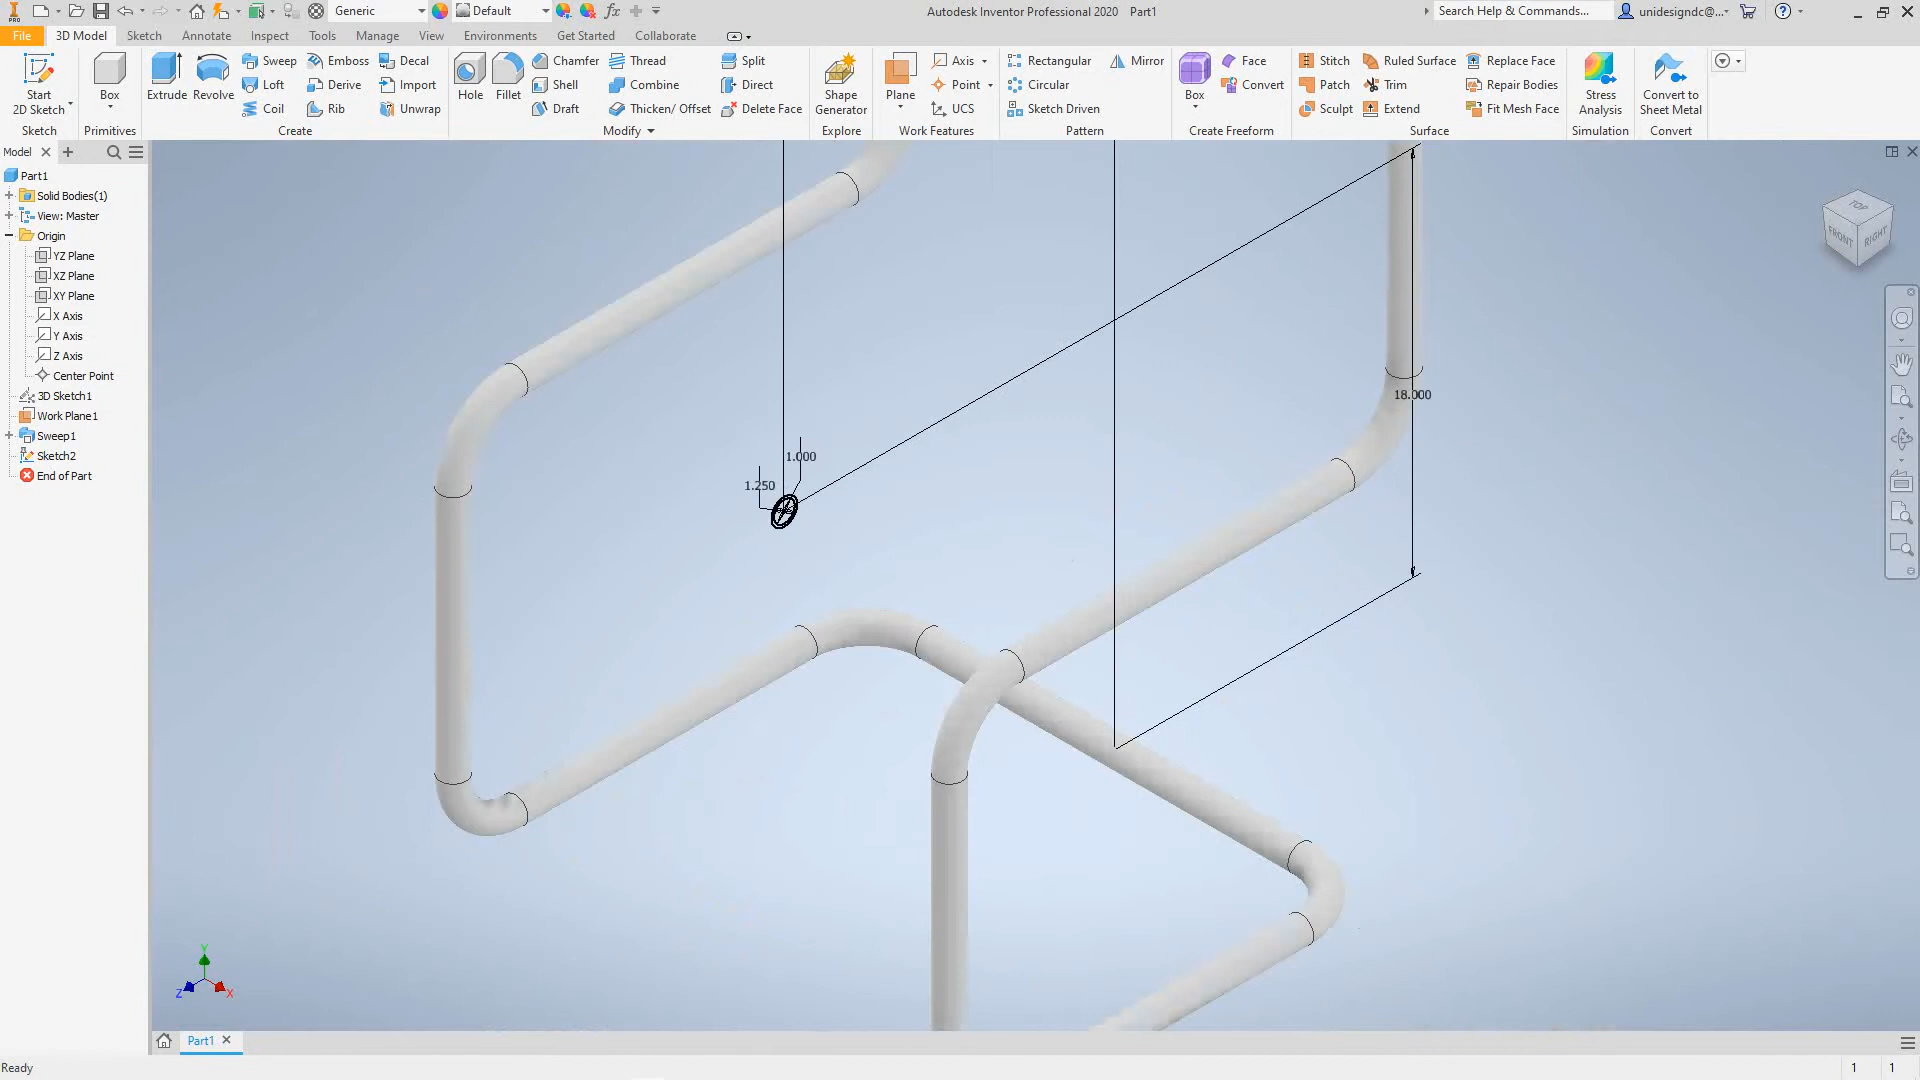 PRO
Generic
Default
fx
Autodesk Inventor Professional 2020 Part1
Search Help & Commands...
unidesigndc@...
File
3D Model
Sketch
Annotate
Inspect
Tools
Manage
View
Environments
Get Started
Collaborate
Start
2D Sketch
Sketch
Box
Primitives
Extrude
Revolve
Sweep
Loft
Coil
Emboss
Derive
Rib
Decal
Import
Unwrap
Create
Hole
Fillet
Chamfer
Shell
Draft
Thread
Combine
Thicken/ Offset
Split
Direct
Delete Face
Modify
Shape
Generator
Explore
Plane
Axis
Point
UCS
Work Features
Rectangular
Circular
Sketch Driven
Mirror
Pattern
Box
Face
Convert
Create Freeform
Stitch
Patch
Sculpt
Ruled Surface
Trim
Extend
Replace Face
Repair Bodies
Fit Mesh Face
Surface
Stress
Analysis
Simulation
Convert to
Sheet Metal
Convert
Model
Part1
Solid Bodies(1)
View: Master
Origin
YZ Plane
XZ Plane
XY Plane
X Axis
Y Axis
Z Axis
Center Point
3D Sketch1
Work Plane1
Sweep1
Sketch2
End of Part
TOP
FRONT
RIGHT
18.000
1.000
1.250
Y
Z
X
Part1
Ready
1
1